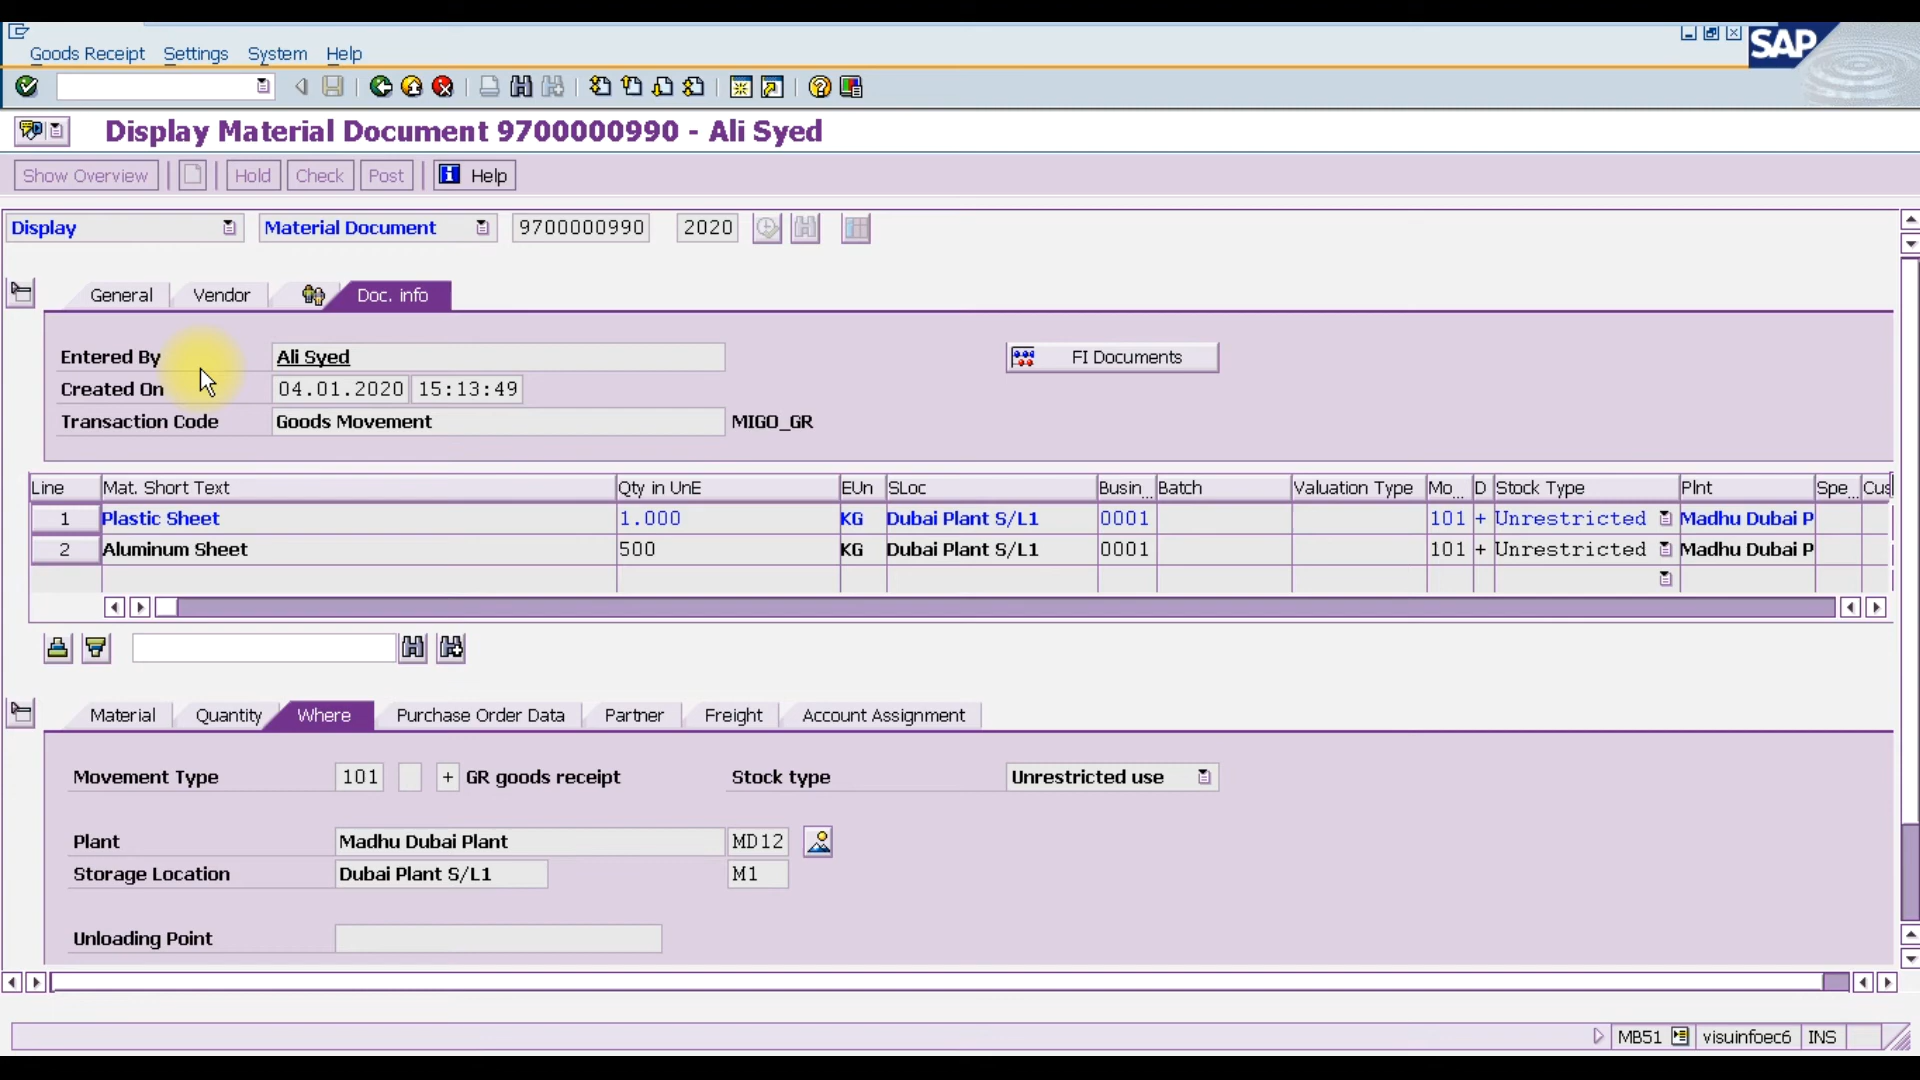 Goods Receipt Settings System Help
SAP
Display Material Document 9700000990 - Ali Syed
Show Overview Hold Check Post Help
Display Material Document 9700000990 2020
General Vendor Doc. info
Entered By Ali Syed FI Documents
Created On 04.01.2020 15:13:49
Transaction Code Goods Movement MIGO_GR
Line Mat. Short Text Qty in UnE EUn SLoc Busin... Batch Valuation Type Mo... D Stock Type Plnt Spe... Cus
1 Plastic Sheet 1.000 KG Dubai Plant S/L1 0001 101 + Unrestricted Madhu Dubai P
2 Aluminum Sheet 500 KG Dubai Plant S/L1 0001 101 + Unrestricted Madhu Dubai P
Material Quantity Where Purchase Order Data Partner Freight Account Assignment
Movement Type 101 + GR goods receipt Stock type Unrestricted use
Plant Madhu Dubai Plant MD12
Storage Location Dubai Plant S/L1 M1
Unloading Point
MB51 visuinfoec6 INS